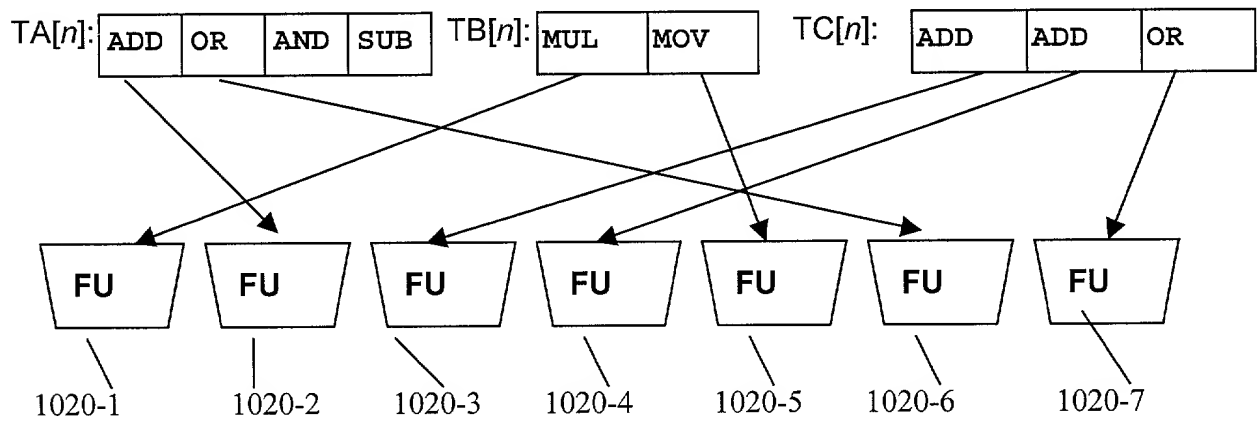 TA[n]: ADD OR AND SUB TB[n]: MUL MOV TC[n]: ADD ADD OR
FU FU FU FU FU FU FU
1020-1 1020-2 1020-3 1020-4 1020-5 1020-6 1020-7